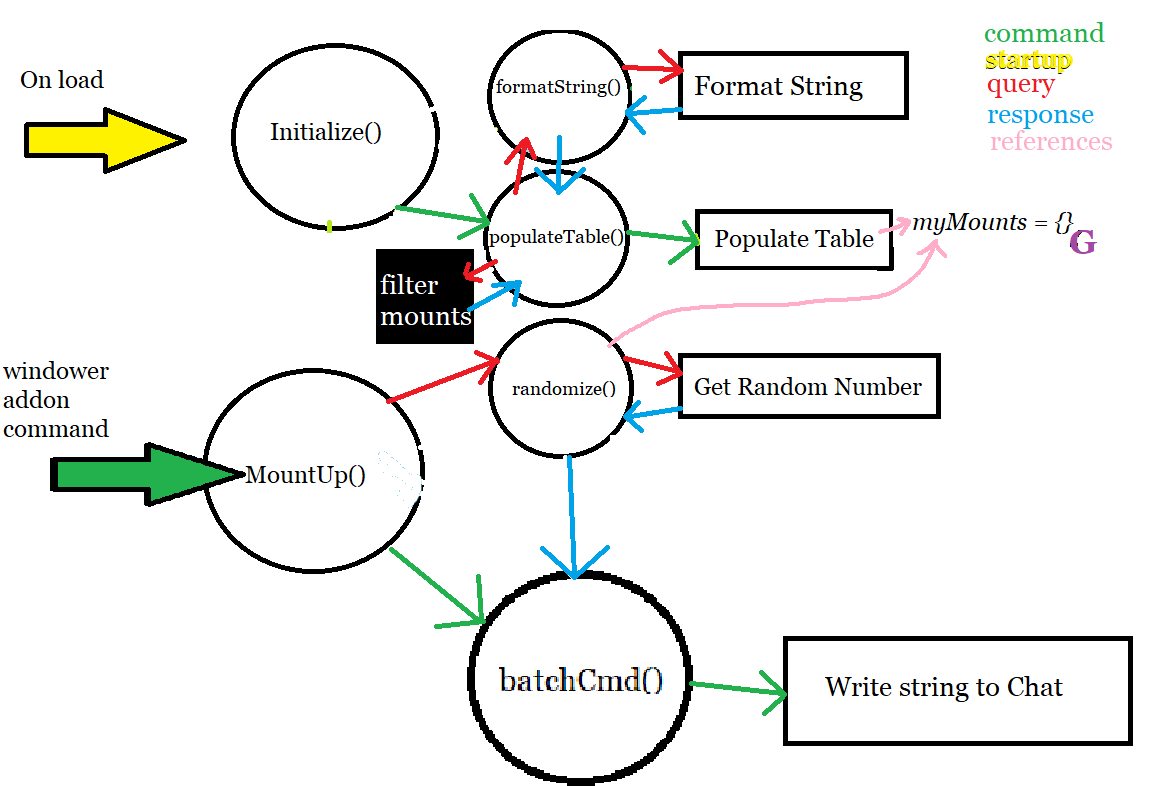 On load
Initialize()
formatString()
Format String
command
startup
query
response
references
populateTable()
Populate Table
myMounts = {}
G
filter
mounts
windower
addon
command
randomize()
Get Random Number
MountUp()
batchCmd()
Write string to Chat